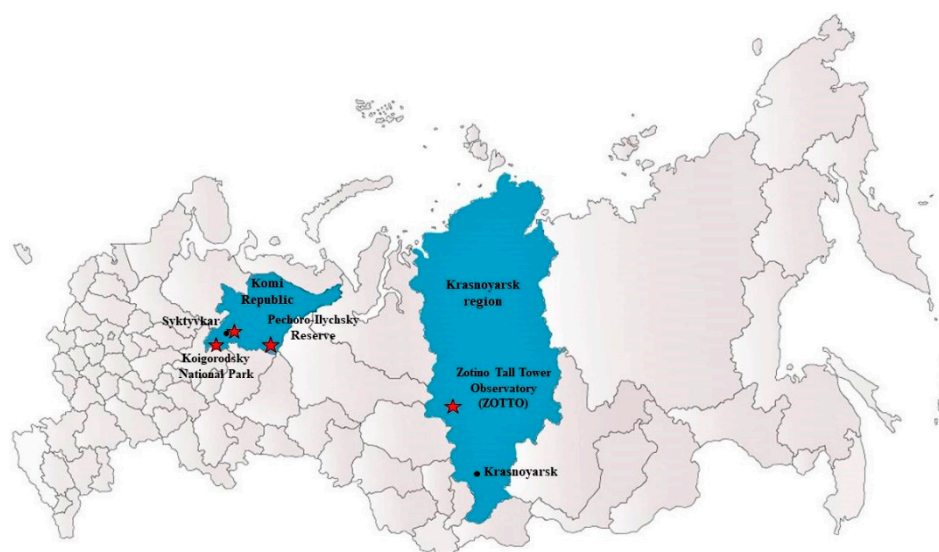 Komi
Republic
Syktyvkar
Pechoro-Ilychsky
Reserve
Koigorodsky
National Park
Krasnoyarsk
region
Zotino Tall Tower
Observatory
(ZOTTO)
Krasnoyarsk